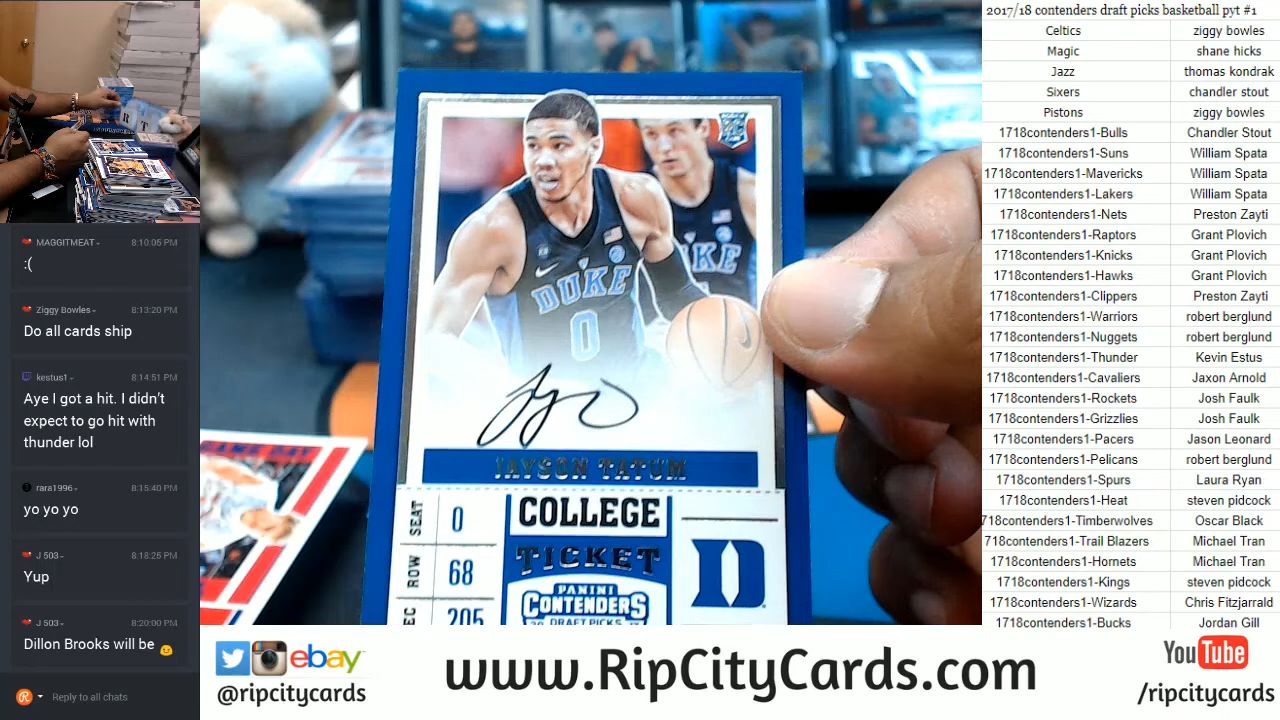 MAGGITMEAT 8:10:05 PM
:(
Ziggy Bowles 8:13:20 PM
Do all cards ship
kestus1 8:14:51 PM
Aye I got a hit. I didn't
expect to go hit with
thunder lol
rara1996 8:15:40 PM
yo yo yo
J 503 8:18:25 PM
Yup
J 503 8:20:00 PM
Dillon Brooks will be
Reply to all chats
DUKE
0
DUKE
JAYSON TATUM
SEAT 0
ROW 68
SEC 205
COLLEGE
TICKET
PANINI
CONTENDERS
DRAFT PICKS
D
GAME DAY
2017/18 contenders draft picks basketball pyt #1
Celtics ziggy bowles
Magic shane hicks
Jazz thomas kondrak
Sixers chandler stout
Pistons ziggy bowles
1718contenders1-Bulls Chandler Stout
1718contenders1-Suns William Spata
1718contenders1-Mavericks William Spata
1718contenders1-Lakers William Spata
1718contenders1-Nets Preston Zayti
1718contenders1-Raptors Grant Plovich
1718contenders1-Knicks Grant Plovich
1718contenders1-Hawks Grant Plovich
1718contenders1-Clippers Preston Zayti
1718contenders1-Warriors robert berglund
1718contenders1-Nuggets robert berglund
1718contenders1-Thunder Kevin Estus
1718contenders1-Cavaliers Jaxon Arnold
1718contenders1-Rockets Josh Faulk
1718contenders1-Grizzlies Josh Faulk
1718contenders1-Pacers Jason Leonard
1718contenders1-Pelicans robert berglund
1718contenders1-Spurs Laura Ryan
1718contenders1-Heat steven pidcock
718contenders1-Timberwolves Oscar Black
718contenders1-Trail Blazers Michael Tran
1718contenders1-Hornets Michael Tran
1718contenders1-Kings steven pidcock
1718contenders1-Wizards Chris Fitzjarrald
1718contenders1-Bucks Jordan Gill
ebay
@ripcitycards
www.RipCityCards.com
YouTube
/ripcitycards